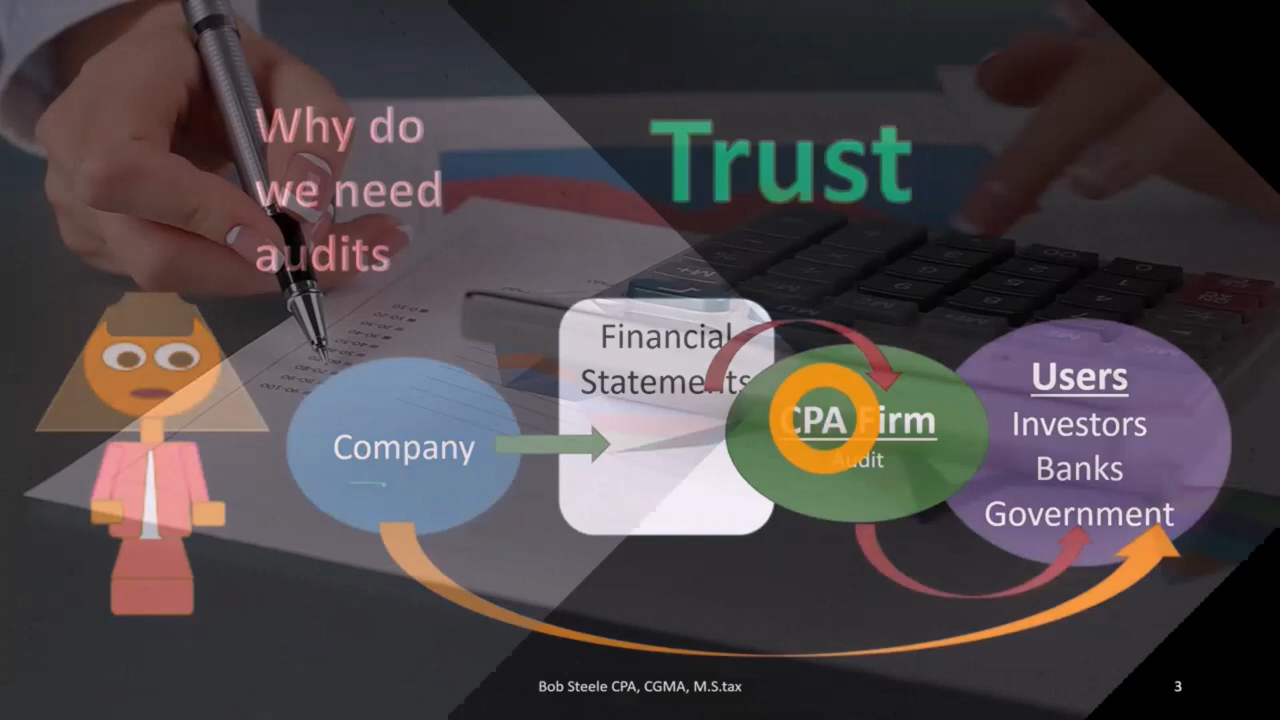 Why do
we need
audits
Trust
Financial
Statements
Company
CPA Firm
Audit
Users
Investors
Banks
Government
Bob Steele CPA, CGMA, M.S.tax
3